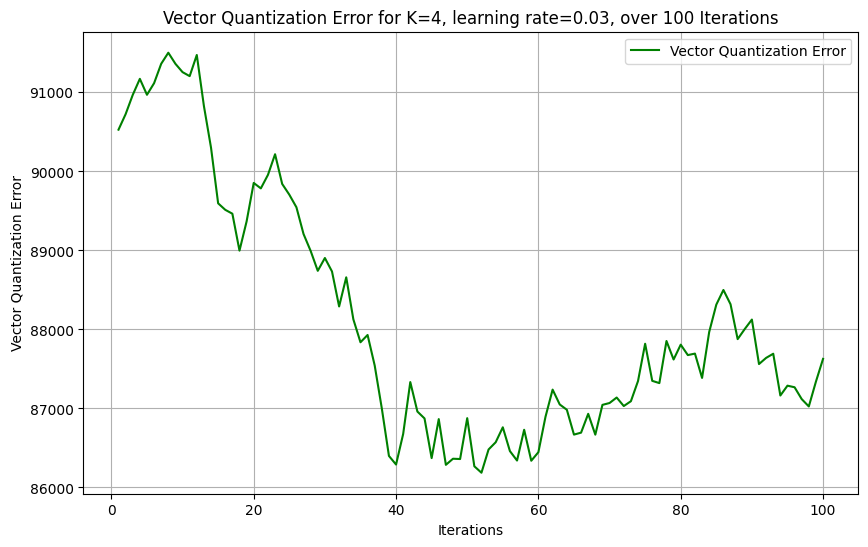 Vector Quantization Error for K=4, learning rate=0.03, over 100 Iterations
Vector Quantization Error
91000
90000
89000
88000
87000
86000
Vector Quantization Error
0 20 40 60 80 100
Iterations